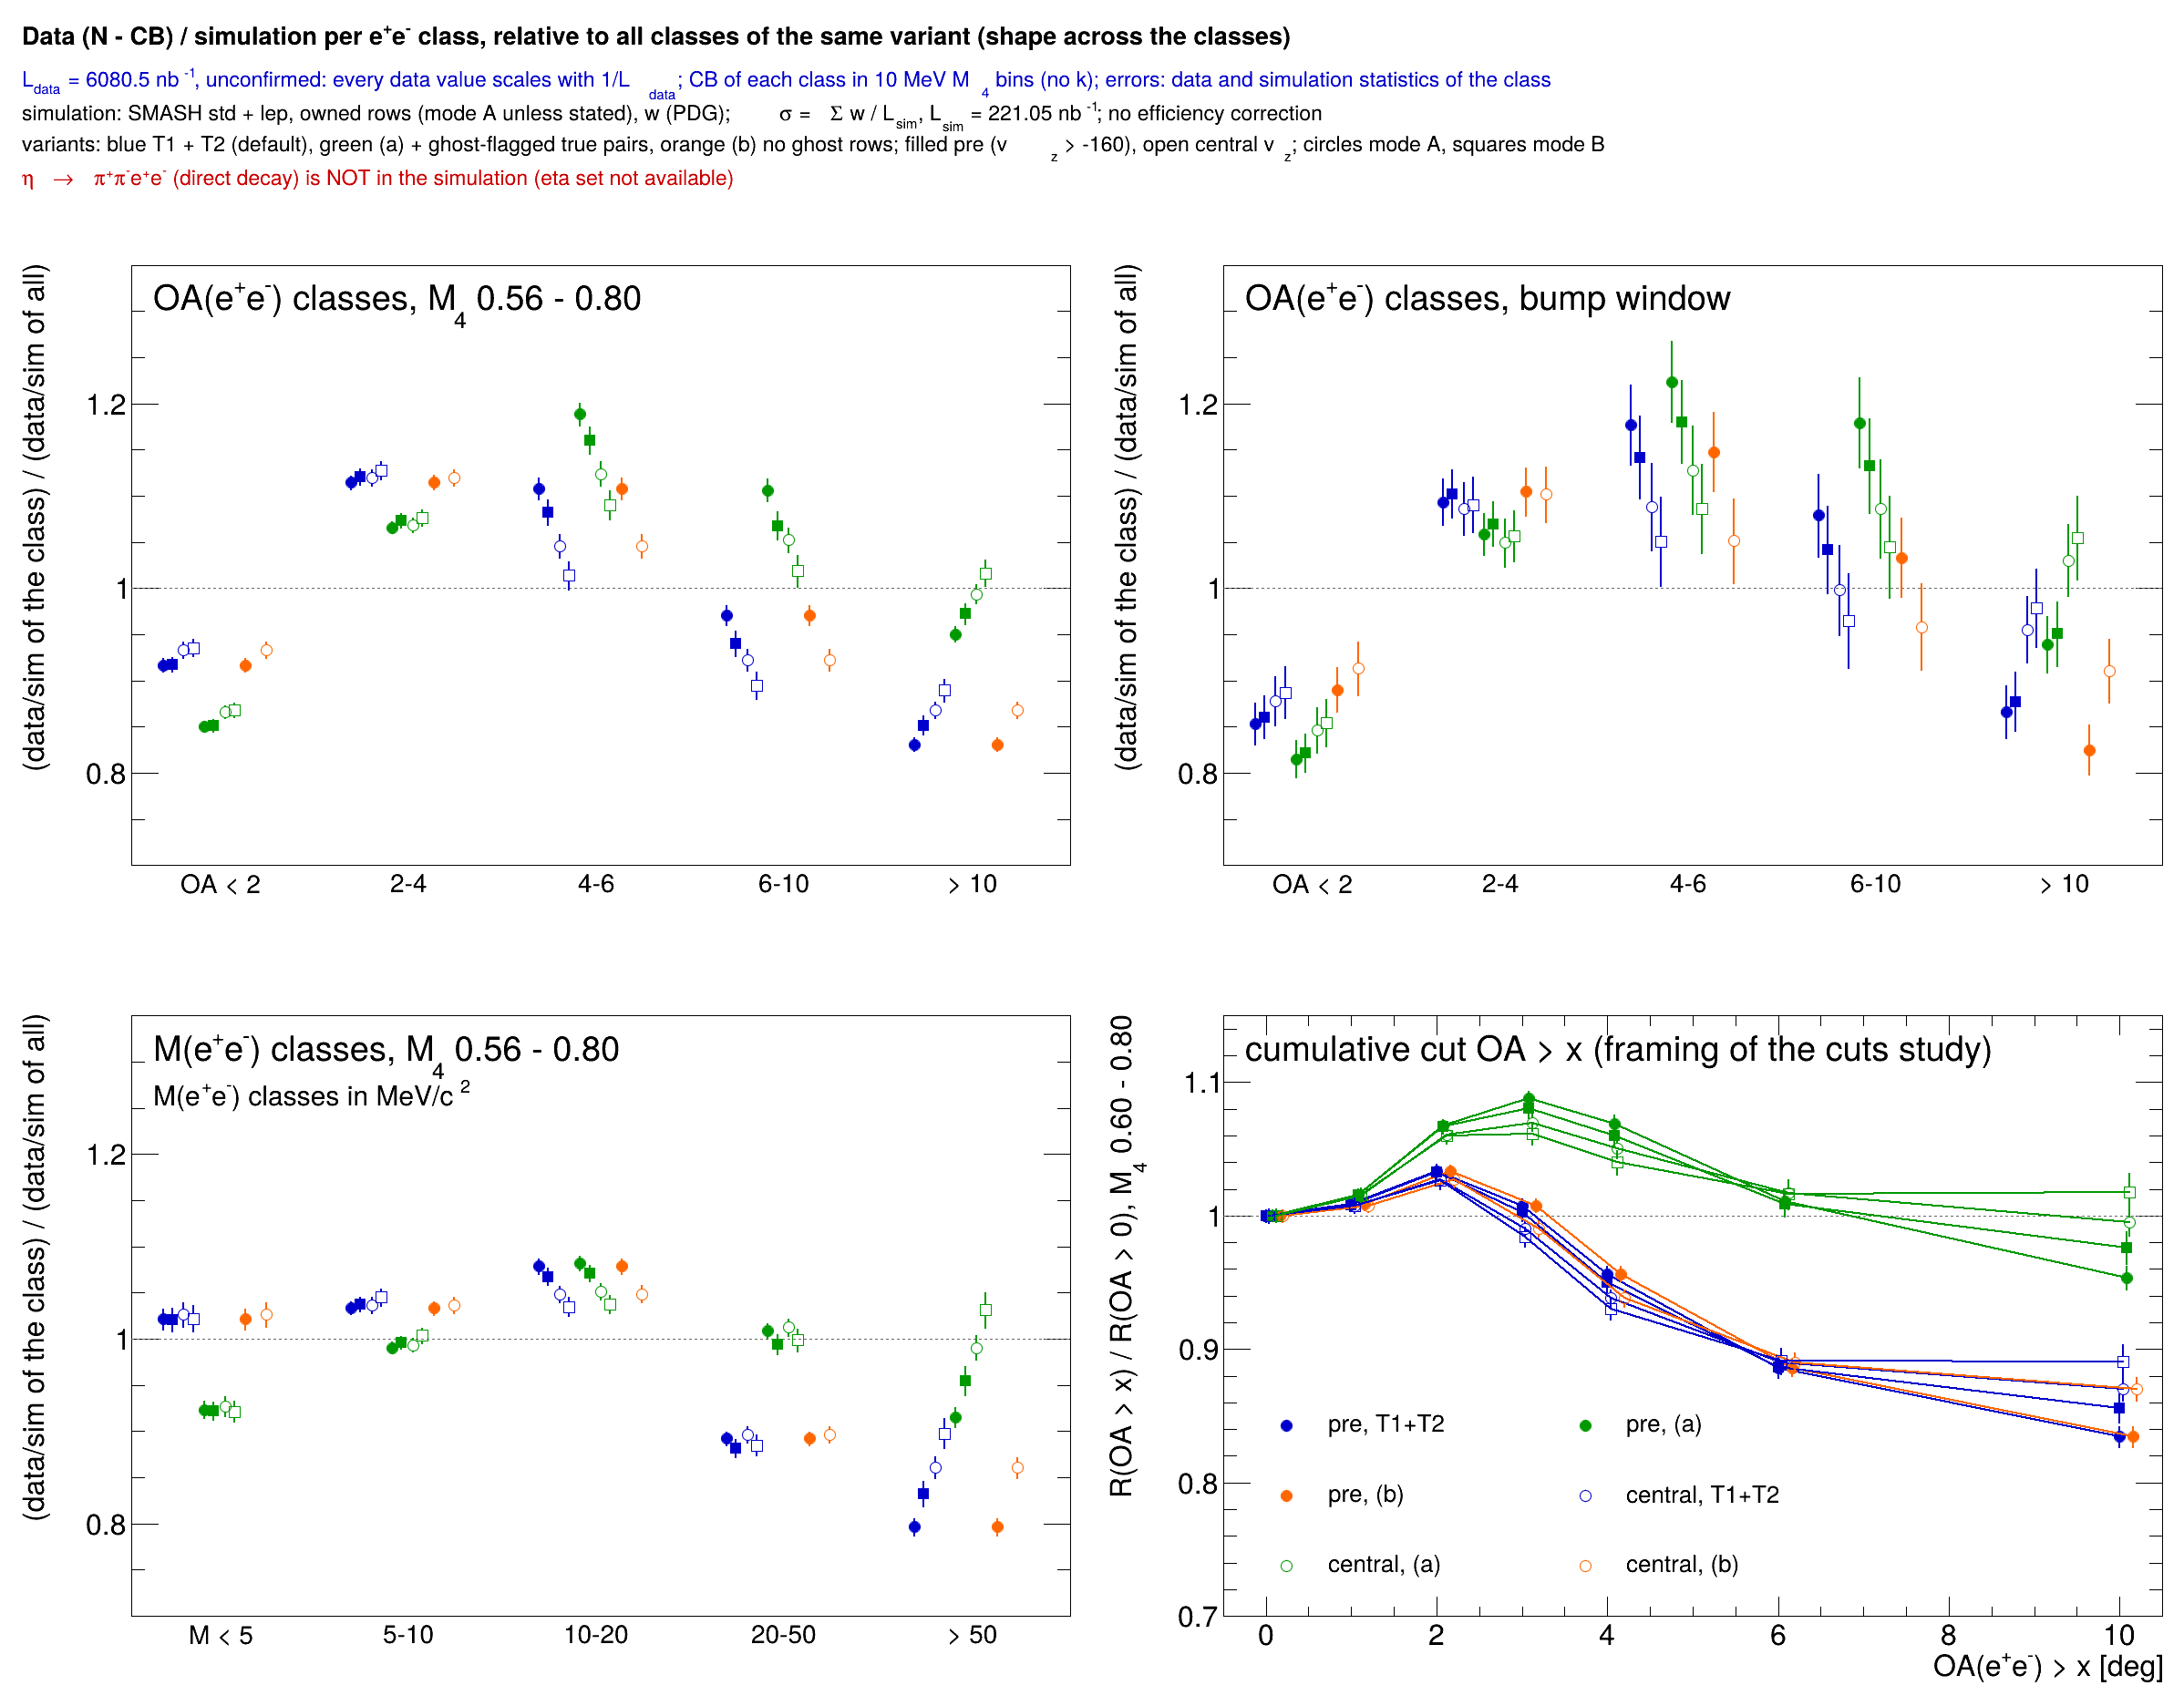 Data (N - CB) / simulation per e+e- class, relative to all classes of the same variant (shape across the classes)
Ldata = 6080.5 nb -1, unconfirmed: every data value scales with 1/L data; CB of each class in 10 MeV M 4 bins (no k); errors: data and simulation statistics of the class
simulation: SMASH std + lep, owned rows (mode A unless stated), w (PDG); σ = Σ w / Lsim, Lsim = 221.05 nb -1; no efficiency correction
variants: blue T1 + T2 (default), green (a) + ghost-flagged true pairs, orange (b) no ghost rows; filled pre (v z > -160), open central v z; circles mode A, squares mode B
η → π+π-e+e- (direct decay) is NOT in the simulation (eta set not available)
(data/sim of the class) / (data/sim of all)
OA(e+e-) classes, M4 0.56 - 0.80
1.2
1
0.8
OA < 2
2-4
4-6
6-10
> 10
(data/sim of the class) / (data/sim of all)
OA(e+e-) classes, bump window
1.2
1
0.8
OA < 2
2-4
4-6
6-10
> 10
(data/sim of the class) / (data/sim of all)
M(e+e-) classes, M4 0.56 - 0.80
M(e+e-) classes in MeV/c 2
1.2
1
0.8
M < 5
5-10
10-20
20-50
> 50
R(OA > x) / R(OA > 0), M4 0.60 - 0.80
cumulative cut OA > x (framing of the cuts study)
1.1
1
0.9
0.8
0.7
pre, T1+T2
pre, (a)
pre, (b)
central, T1+T2
central, (a)
central, (b)
0
2
4
6
8
10
OA(e+e-) > x [deg]